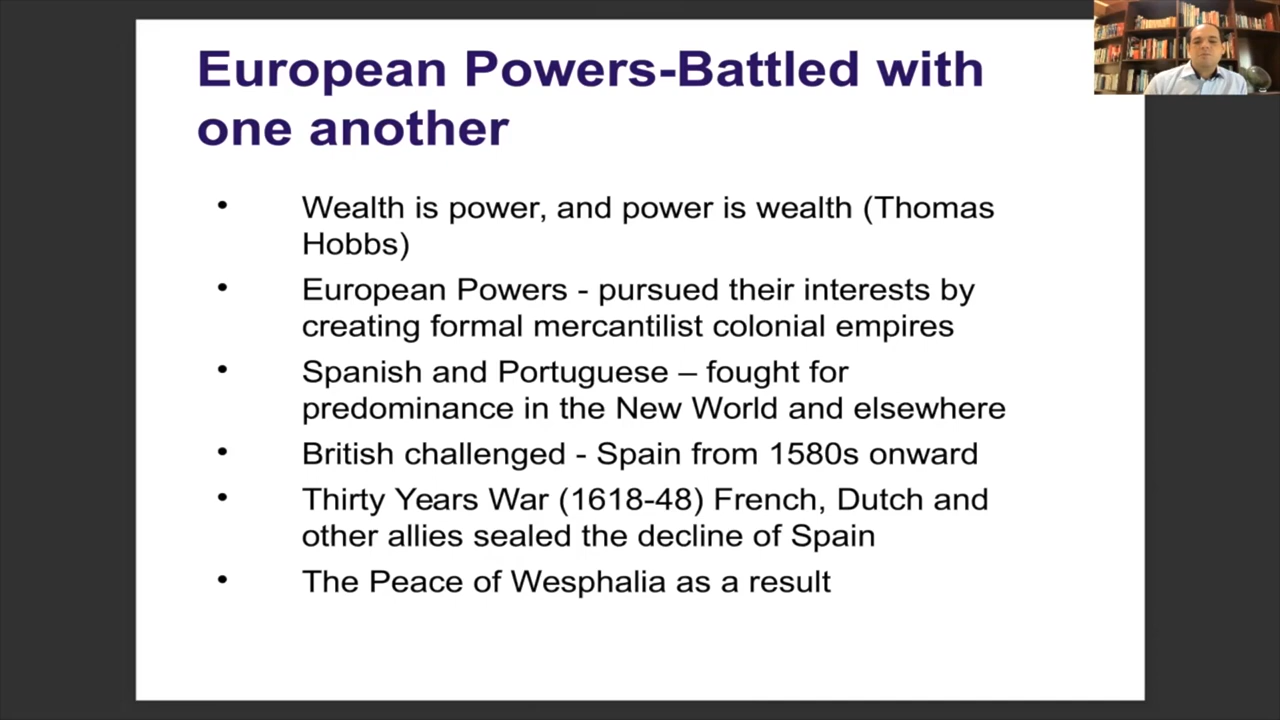 European Powers-Battled with
one another
• Wealth is power, and power is wealth (Thomas
Hobbs)
• European Powers - pursued their interests by
creating formal mercantilist colonial empires
• Spanish and Portuguese – fought for
predominance in the New World and elsewhere
• British challenged - Spain from 1580s onward
• Thirty Years War (1618-48) French, Dutch and
other allies sealed the decline of Spain
• The Peace of Wesphalia as a result